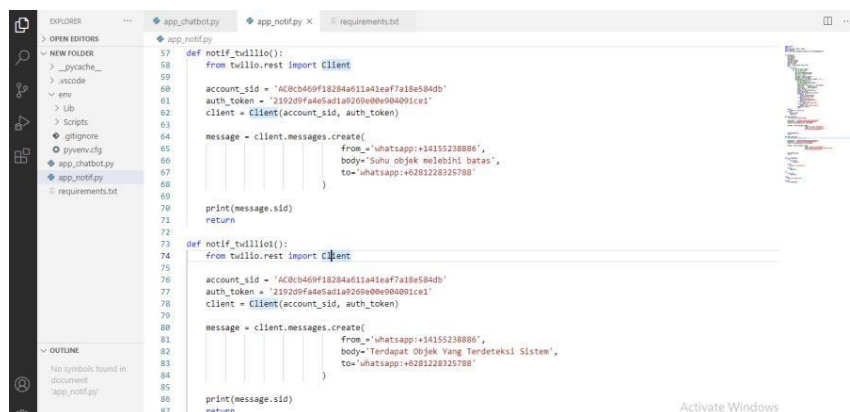 EXPLORER
OPEN EDITORS
NEW FOLDER
__pycache__
.vscode
env
Lib
Scripts
.gitignore
pyvenv.cfg
app_chatbot.py
app_notif.py
requirements.txt
OUTLINE
No symbols found in
document
'app_notif.py'
app_chatbot.py app_notif.py × requirements.txt
app_notif.py
57 def notif_twillio():
58 from twilio.rest import Client
59
60 account_sid = 'AC0cb469f18284a611a41eaf7a18e584db'
61 auth_token = '2192d9fa4e5ad1a9269e00e904091ce1'
62 client = Client(account_sid, auth_token)
63
64 message = client.messages.create(
65 from_='whatsapp:+14155238886',
66 body='Suhu objek melebihi batas',
67 to='whatsapp:+6281228325788'
68 )
69
70 print(message.sid)
71 return
72
73 def notif_twillio1():
74 from twilio.rest import Client
75
76 account_sid = 'AC0cb469f18284a611a41eaf7a18e584db'
77 auth_token = '2192d9fa4e5ad1a9269e00e904091ce1'
78 client = Client(account_sid, auth_token)
79
80 message = client.messages.create(
81 from_='whatsapp:+14155238886',
82 body='Terdapat Objek Yang Terdeteksi Sistem',
83 to='whatsapp:+6281228325788'
84 )
85
86 print(message.sid)
87 return
Activate Windows